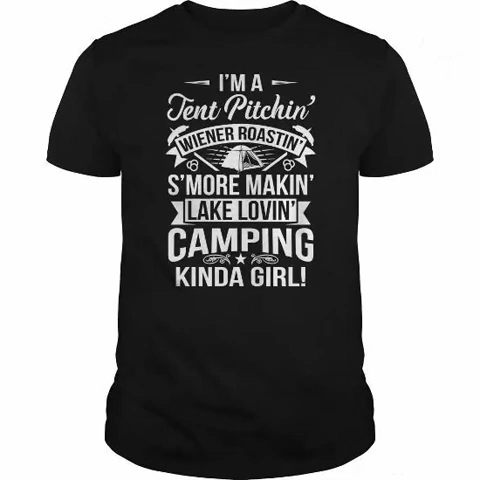 I'M A
Tent Pitchin'
WIENER ROASTIN'
S'MORE MAKIN'
LAKE LOVIN'
CAMPING
KINDA GIRL!